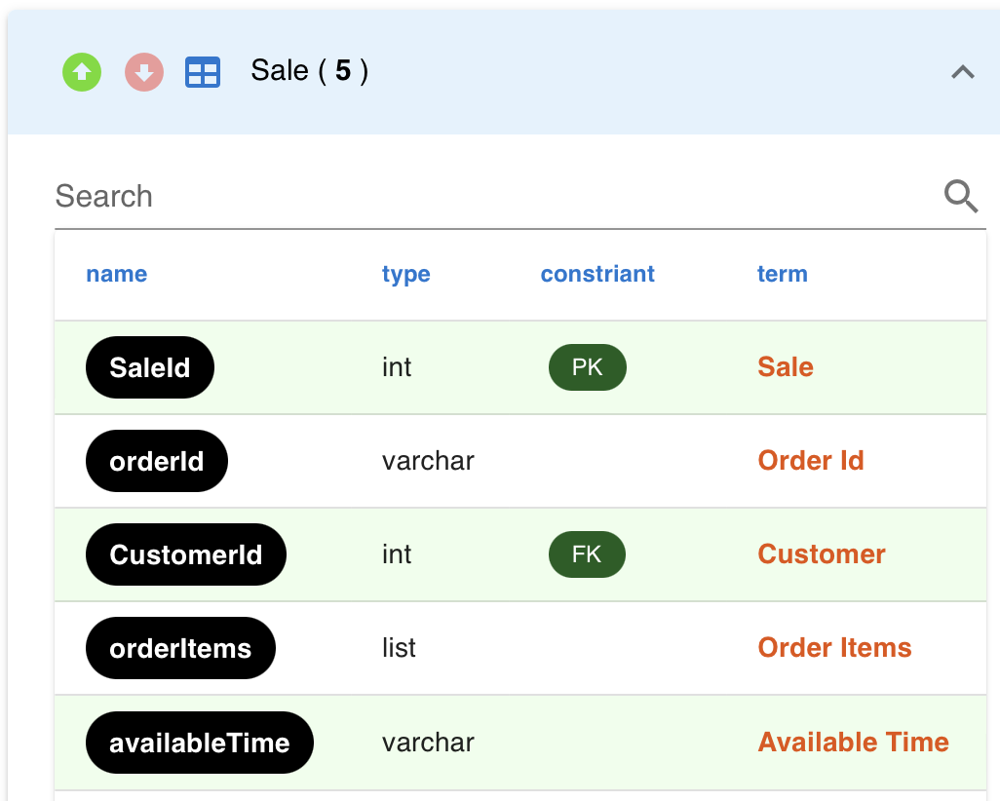 Sale ( 5 )
Search
name type constriant term
SaleId int PK Sale
orderId varchar Order Id
CustomerId int FK Customer
orderItems list Order Items
availableTime varchar Available Time